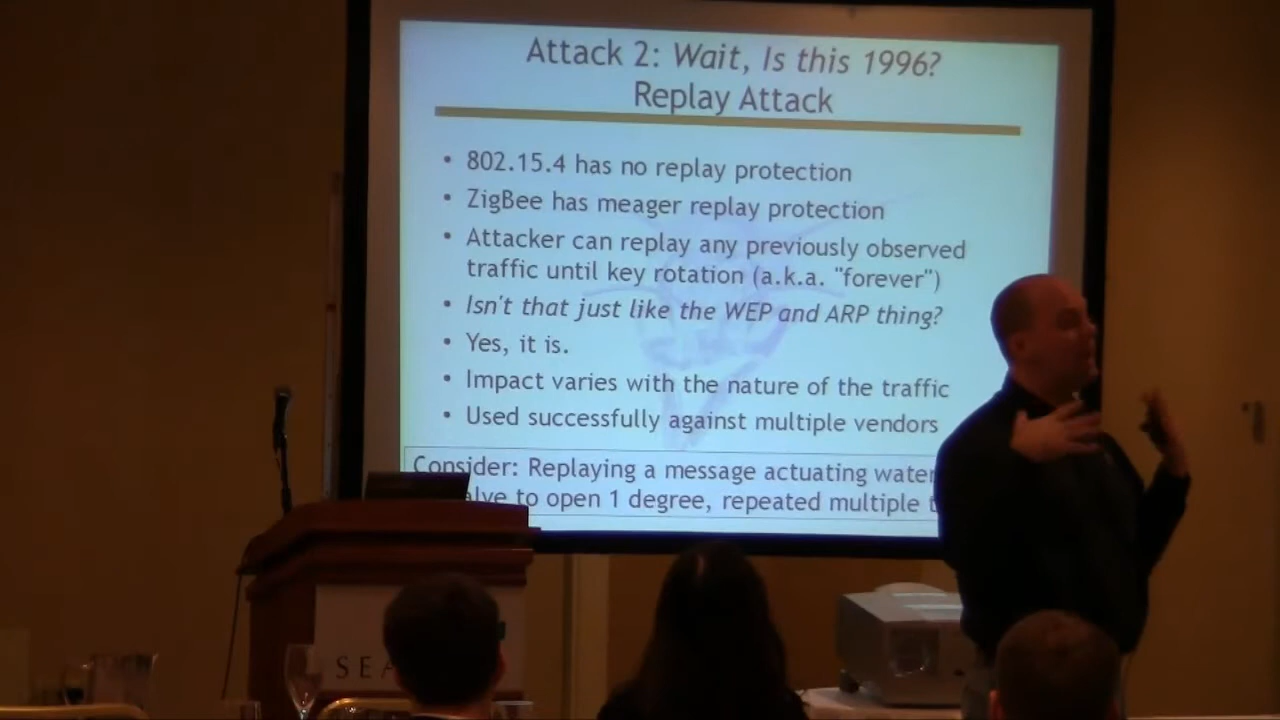 Attack 2: Wait, Is this 1996?
Replay Attack
• 802.15.4 has no replay protection
• ZigBee has meager replay protection
• Attacker can replay any previously observed
traffic until key rotation (a.k.a. "forever")
• Isn't that just like the WEP and ARP thing?
• Yes, it is.
• Impact varies with the nature of the traffic
• Used successfully against multiple vendors
Consider: Replaying a message actuating water
alve to open 1 degree, repeated multiple t
SEA